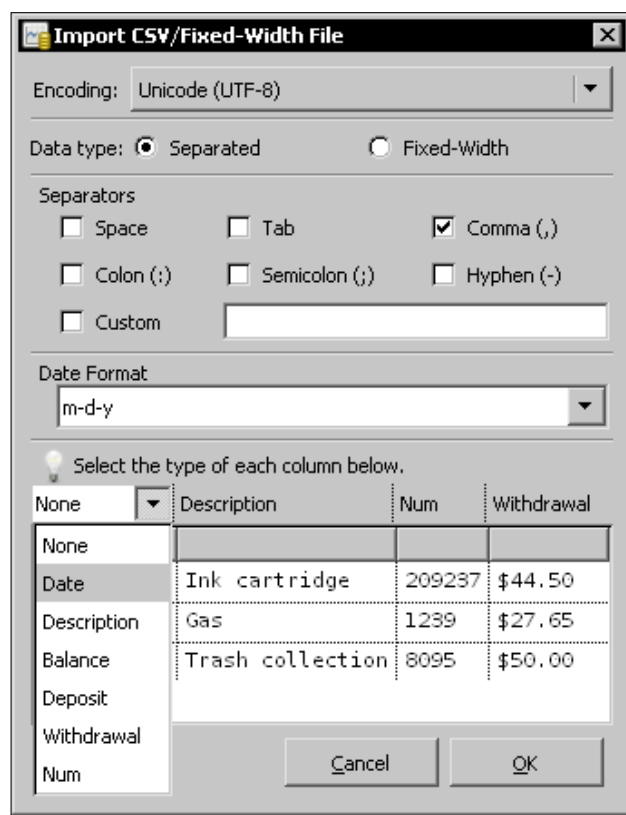 Import CSV/Fixed-Width File
Encoding: Unicode (UTF-8)
Data type: Separated Fixed-Width
Separators
Space Tab Comma (,)
Colon (:) Semicolon (;) Hyphen (-)
Custom
Date Format
m-d-y
Select the type of each column below.
None Description Num Withdrawal
None
Date Ink cartridge 209237 $44.50
Description Gas 1239 $27.65
Balance Trash collection 8095 $50.00
Deposit
Withdrawal
Num
Cancel OK